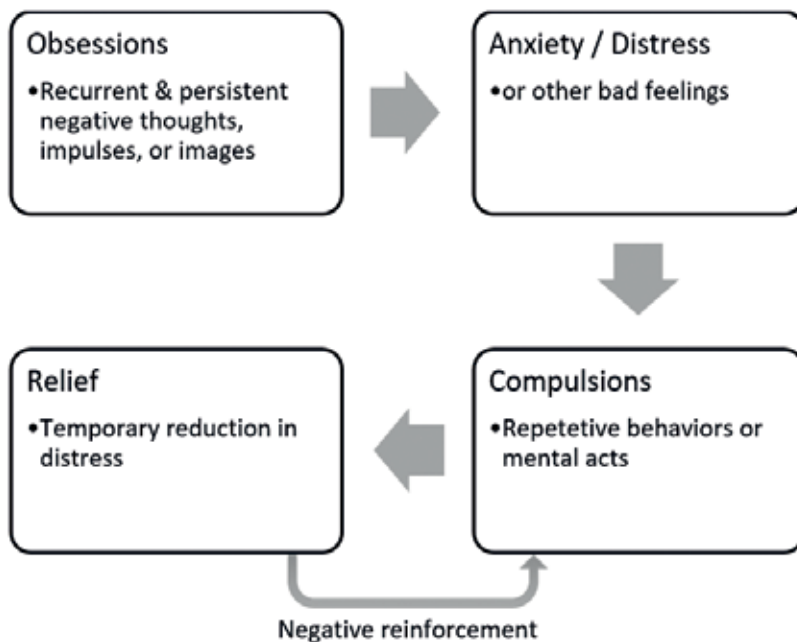 Obsessions
•Recurrent & persistent
negative thoughts,
impulses, or images
Anxiety / Distress
•or other bad feelings
Relief
•Temporary reduction in
distress
Compulsions
•Repetetive behaviors or
mental acts
Negative reinforcement